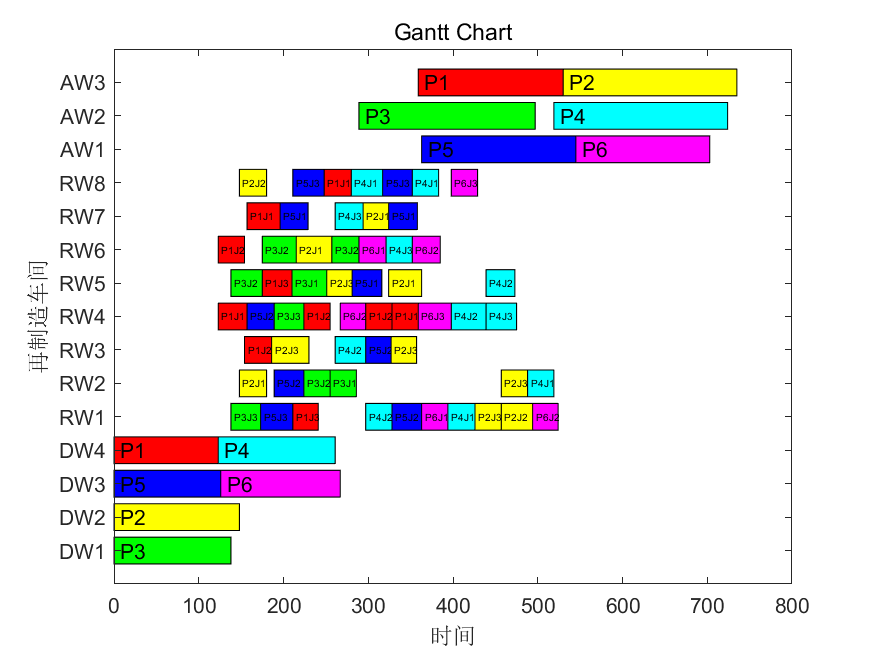 Gantt Chart
AW3 P1 P2
AW2 P3 P4
AW1 P5 P6
RW8 P2J2 P5J3 P1J1 P4J1 P5J3 P4J1 P6J3
RW7 P1J1 P5J1 P4J3 P2J1 P5J1
RW6 P1J2 P3J2 P2J1 P3J2 P6J1 P4J3 P6J2
RW5 P3J2 P1J3 P3J1 P2J3 P5J1 P2J1 P4J2
RW4 P1J1 P5J2 P3J3 P1J2 P6J2 P1J2 P1J1 P6J3 P4J2 P4J3
RW3 P1J2 P2J3 P4J2 P5J2 P2J3
RW2 P2J1 P5J2 P3J2 P3J1 P2J3 P4J1
RW1 P3J3 P5J3 P1J3 P4J2 P5J2 P6J1 P4J1 P2J3 P2J2 P6J2
DW4 P1 P4
DW3 P5 P6
DW2 P2
DW1 P3
0 100 200 300 400 500 600 700 800
时间
再制造车间